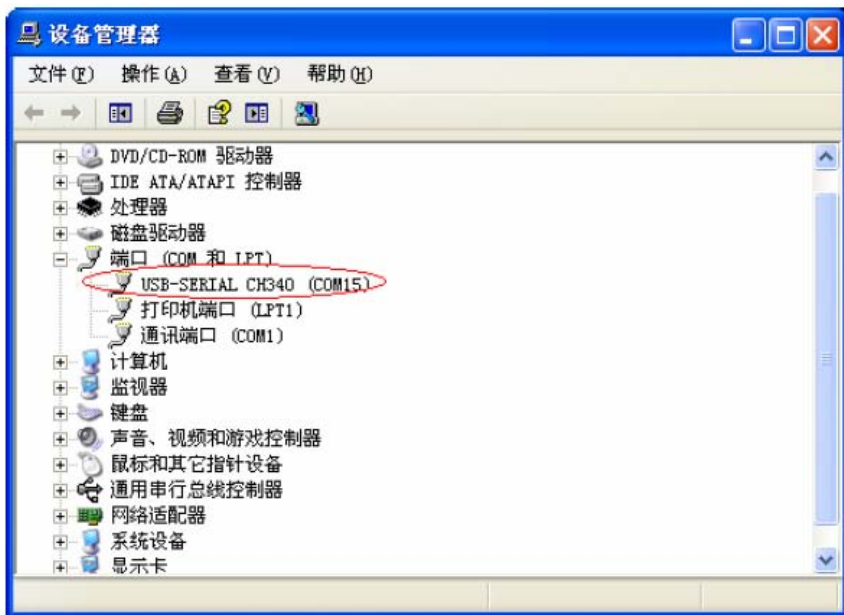 设备管理器
文件(F) 操作(A) 查看(V) 帮助(H)
DVD/CD-ROM 驱动器
IDE ATA/ATAPI 控制器
处理器
磁盘驱动器
端口 (COM 和 LPT)
USB-SERIAL CH340 (COM15)
打印机端口 (LPT1)
通讯端口 (COM1)
计算机
监视器
键盘
声音、视频和游戏控制器
鼠标和其它指针设备
通用串行总线控制器
网络适配器
系统设备
显示卡